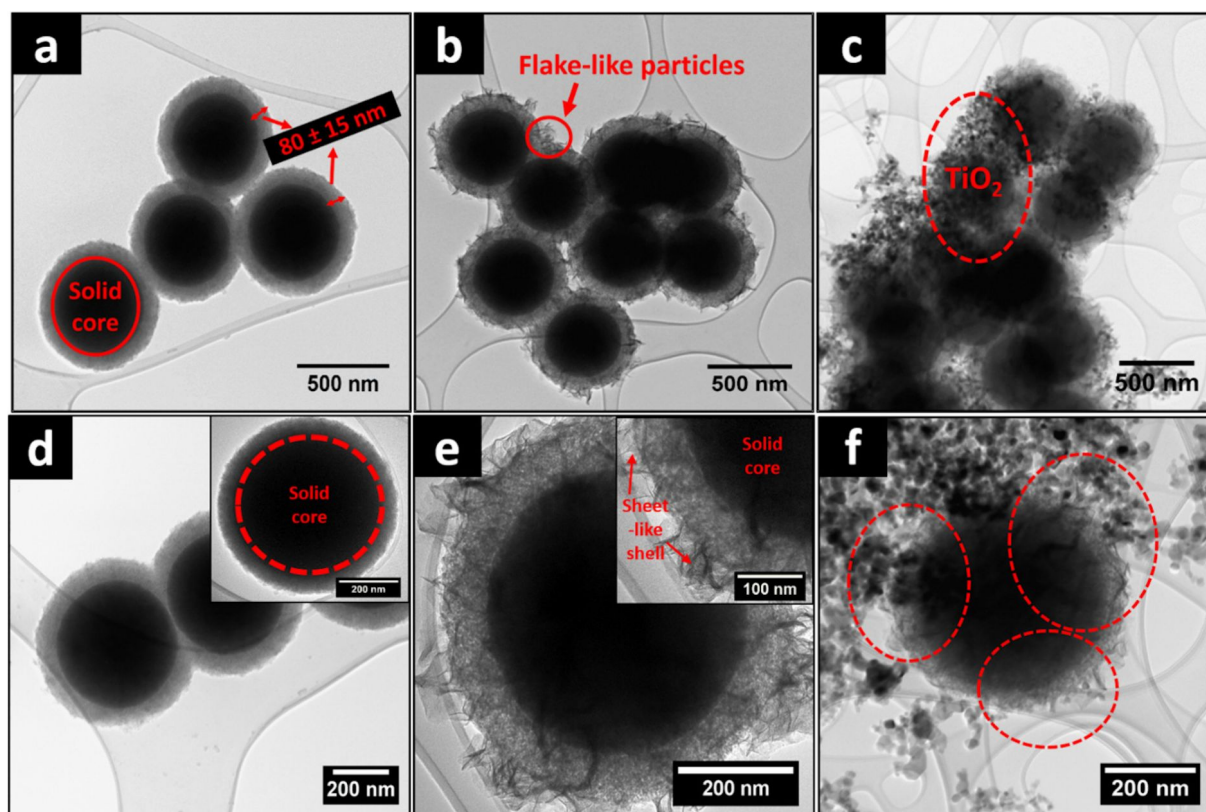 a
80 ± 15 nm
Solid
core
500 nm
b
Flake-like particles
500 nm
c
TiO₂
500 nm
d
Solid
core
200 nm
200 nm
e
Solid
core
Sheet
-like
shell
100 nm
200 nm
f
200 nm